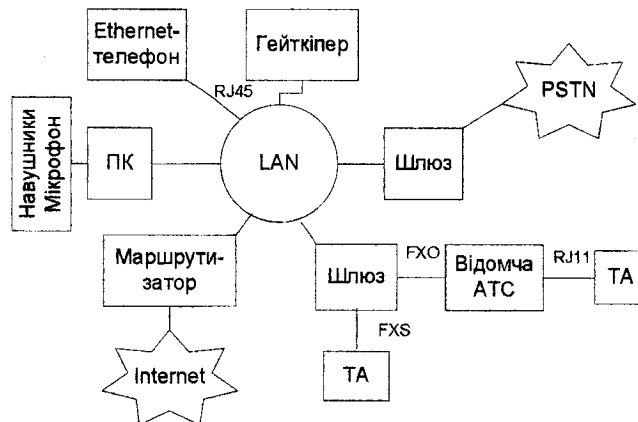 Ethernet-
телефон
Гейткіпер
RJ45
PSTN
Навушники
Мікрофон
ПК
LAN
Шлюз
Маршрути-
затор
Шлюз
FXO
Відомча
АТС
RJ11
ТА
FXS
Internet
ТА